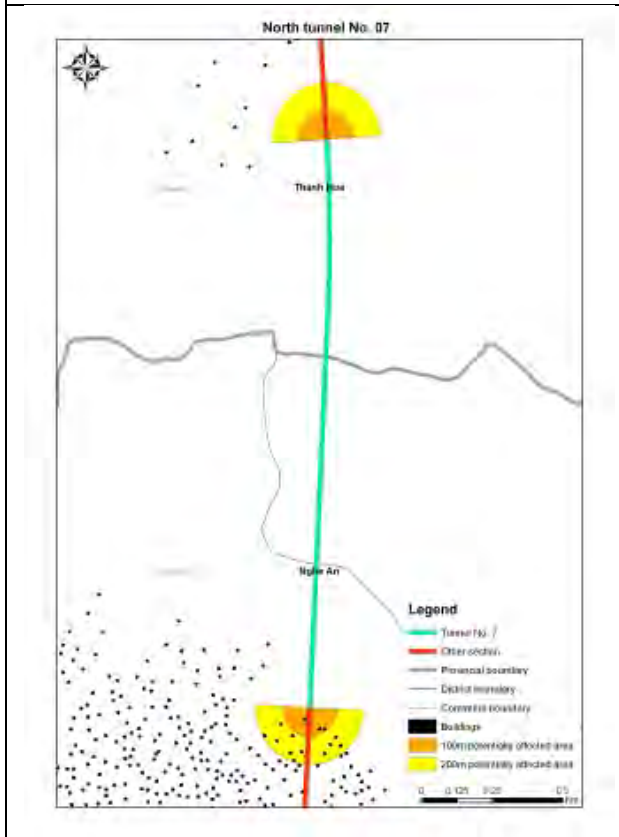 North tunnel No. 07
Thanh Hoa
Nghe An
Legend
Tunnel No. 7
Other section
Provincial boundary
District boundary
Commune boundary
Buildings
100m potentially affected area
200m potentially affected area
0 0.125 0.25 0.5
Km